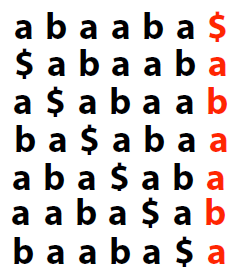 a b a a b a $
$ a b a a b a
a $ a b a a b
b a $ a b a a
a b a $ a b a
a a b a $ a b
b a a b a $ a